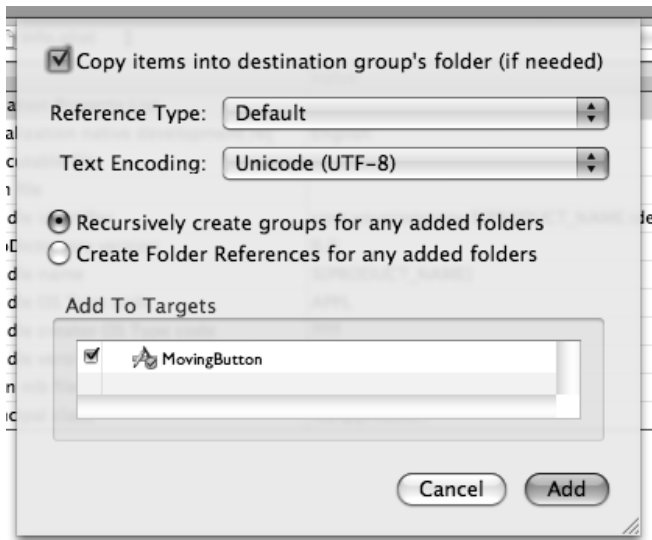 Copy items into destination group's folder (if needed)
Reference Type: Default
Text Encoding: Unicode (UTF-8)
Recursively create groups for any added folders
Create Folder References for any added folders
Add To Targets
MovingButton
Cancel Add